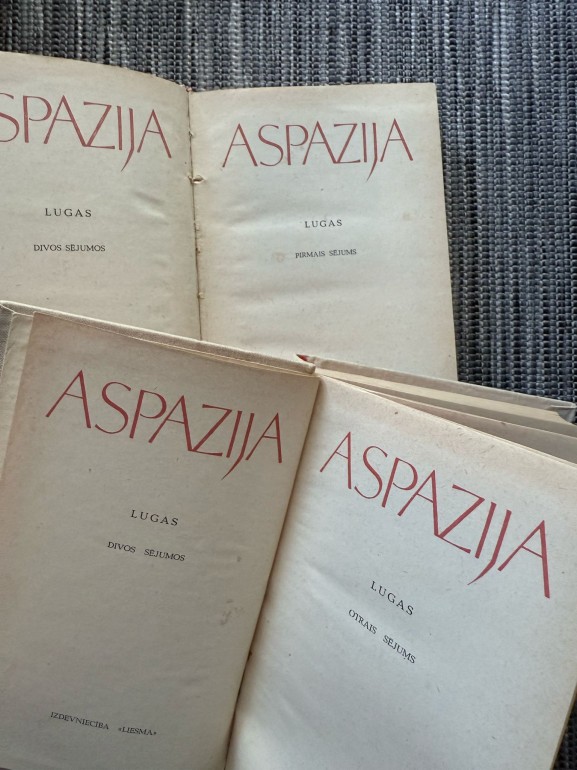 ASPAZIJA
LUGAS
DIVOS SĒJUMOS
ASPAZIJA
LUGAS
PIRMAIS SĒJUMS
ASPAZIJA
LUGAS
DIVOS SĒJUMOS
IZDEVNIECĪBA «LIESMA»
ASPAZIJA
LUGAS
OTRAIS SĒJUMS